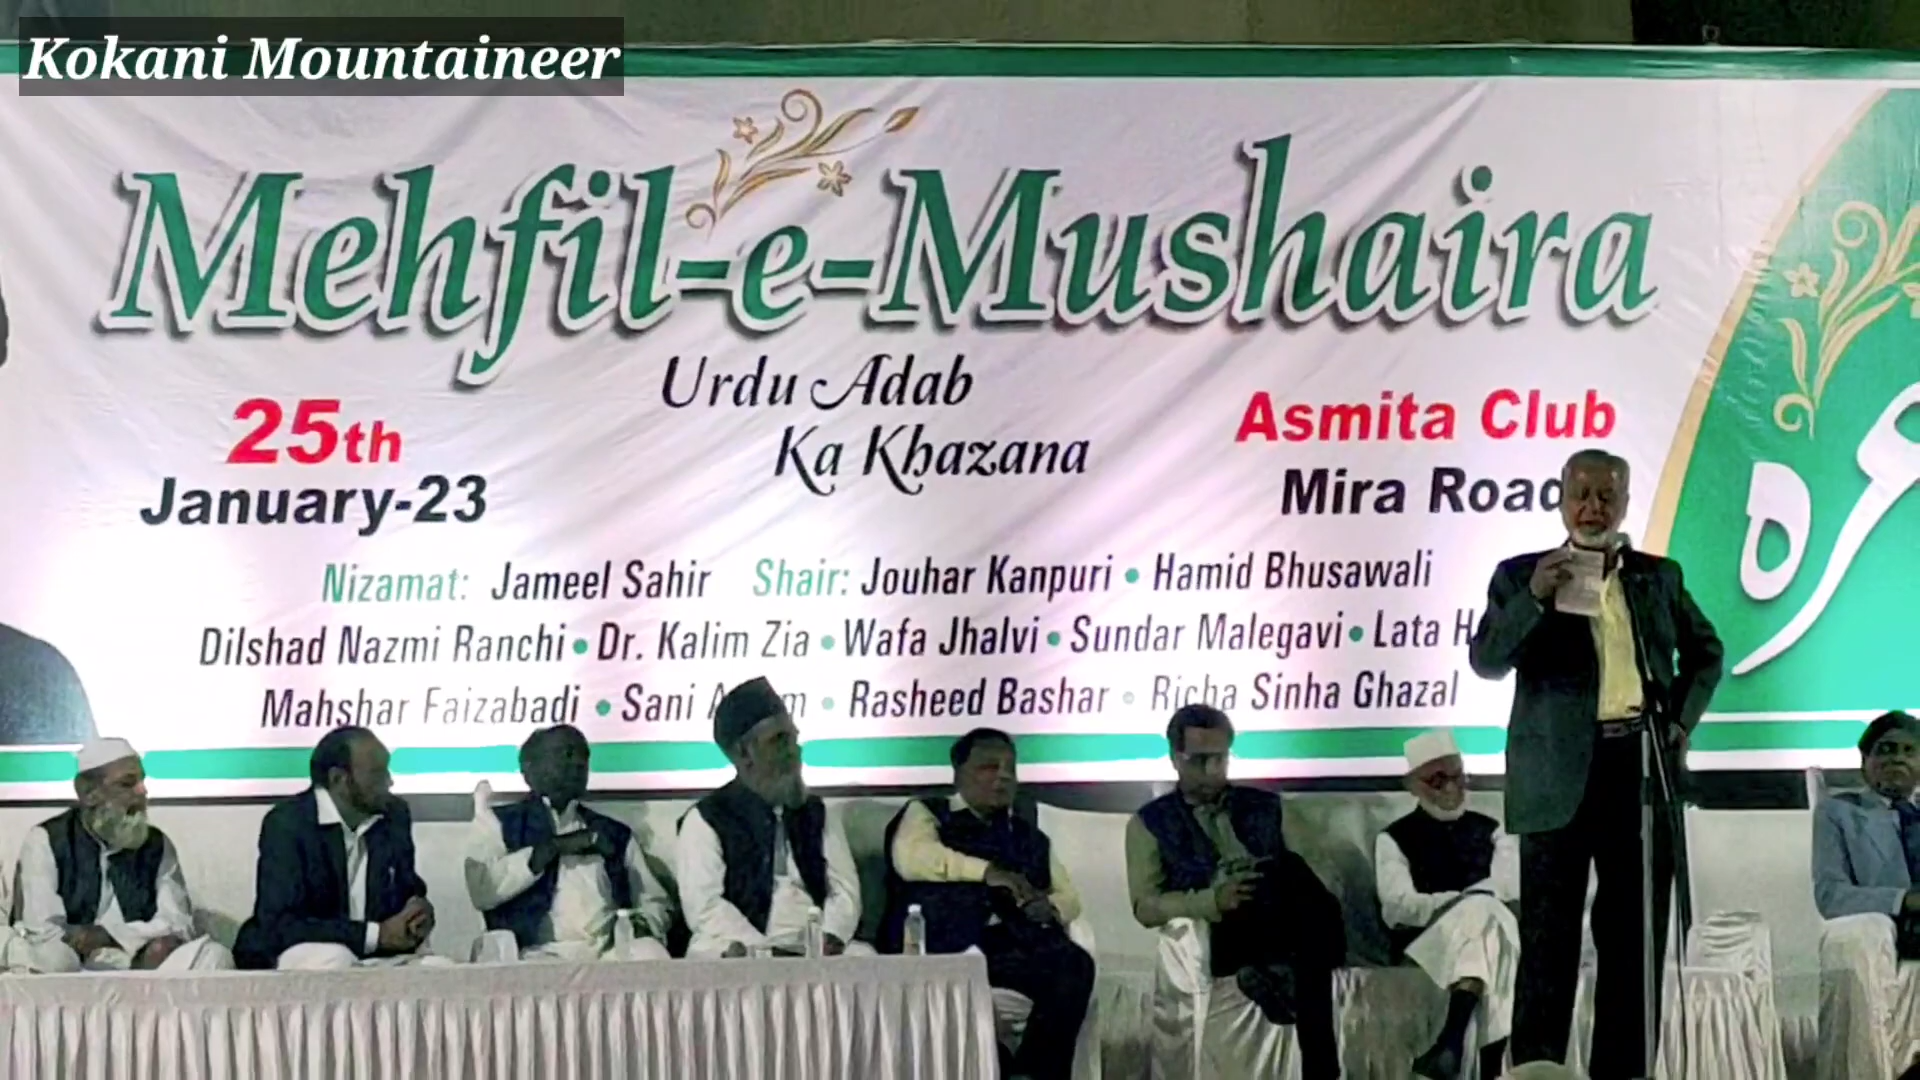 Kokani Mountaineer
Mehfil-e-Mushaira
Urdu Adab
Ka Khazana
25th
January-23
Asmita Club
Mira Road
Nizamat: Jameel Sahir Shair: Jouhar Kanpuri • Hamid Bhusawali
Dilshad Nazmi Ranchi • Dr. Kalim Zia • Wafa Jhalvi • Sundar Malegavi • Lata
Mahshar Faizabadi • Sani • Rasheed Bashar • Richa Sinha Ghazal